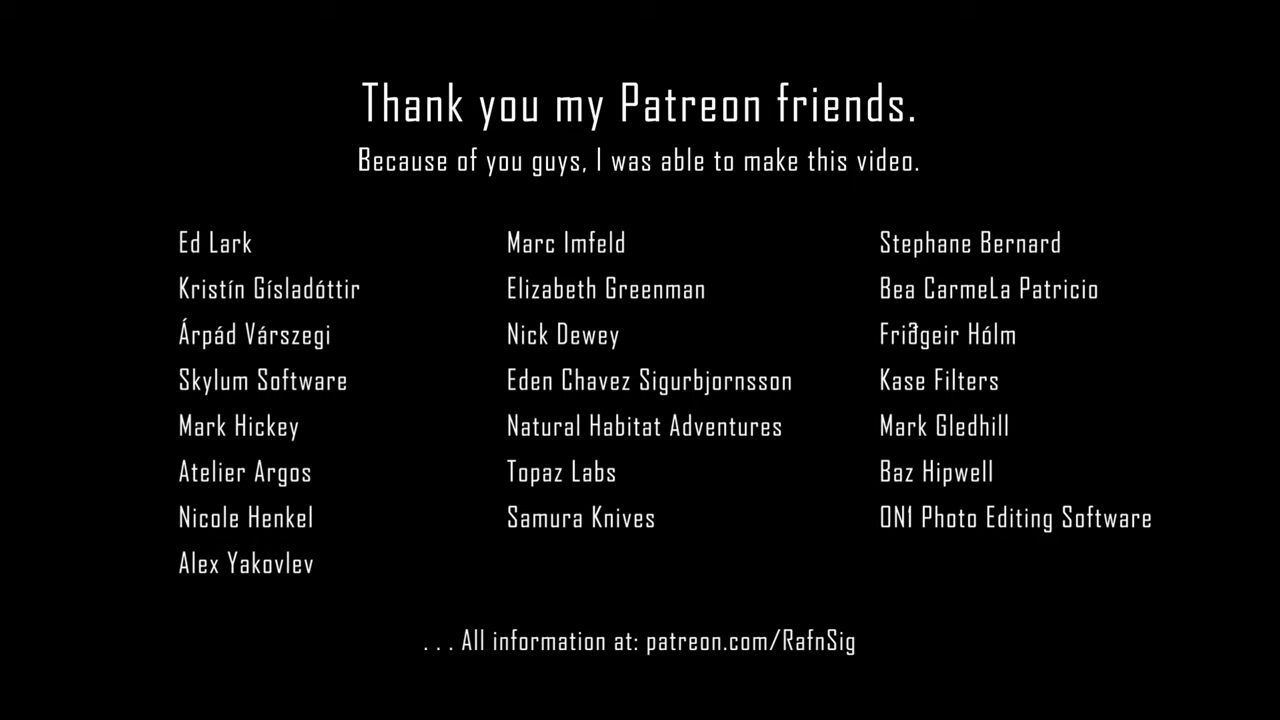 Thank you my Patreon friends.
Because of you guys, I was able to make this video.
Ed Lark
Kristín Gísladóttir
Árpád Várszegi
Skylum Software
Mark Hickey
Atelier Argos
Nicole Henkel
Alex Yakovlev
Marc Imfeld
Elizabeth Greenman
Nick Dewey
Eden Chavez Sigurbjornsson
Natural Habitat Adventures
Topaz Labs
Samura Knives
Stephane Bernard
Bea CarmeLa Patricio
Friðgeir Hólm
Kase Filters
Mark Gledhill
Baz Hipwell
ON1 Photo Editing Software
. . . All information at: patreon.com/RafnSig